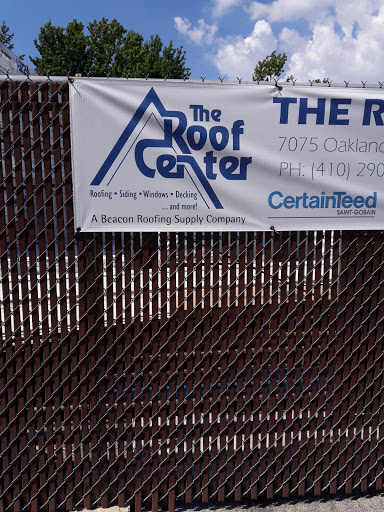 The
Roof
Center
Roofing • Siding • Windows • Decking
... and more!
A Beacon Roofing Supply Company
THE R
7075 Oakland
PH: (410) 290
CertainTeed
SAINT-GOBAIN